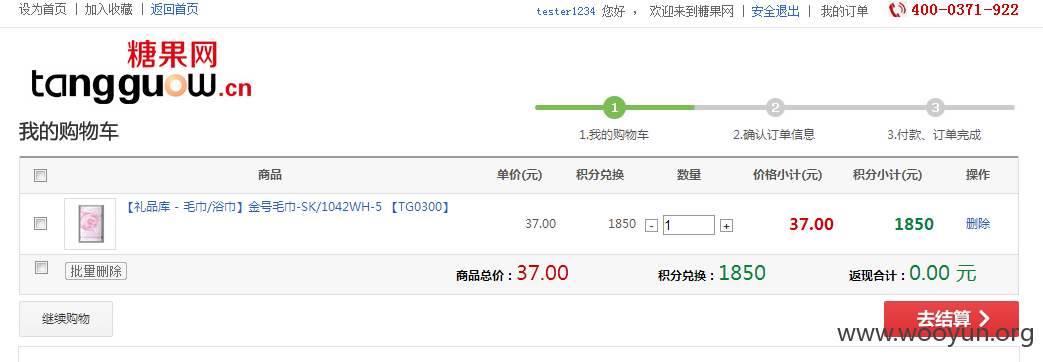 设为首页 | 加入收藏 | 返回首页 tester1234 您好 ， 欢迎来到糖果网 | 安全退出 | 我的订单 400-0371-922
糖果网
tangguow.cn
我的购物车
1 2 3
1.我的购物车 2.确认订单信息 3.付款、订单完成
商品 单价(元) 积分兑换 数量 价格小计(元) 积分小计(元) 操作
【礼品库 - 毛巾/浴巾】金号毛巾-SK/1042WH-5 【TG0300】
37.00 1850 - 1 + 37.00 1850 删除
批量删除 商品总价：37.00 积分兑换：1850 返现合计：0.00 元
继续购物 去结算
www.wooyun.org